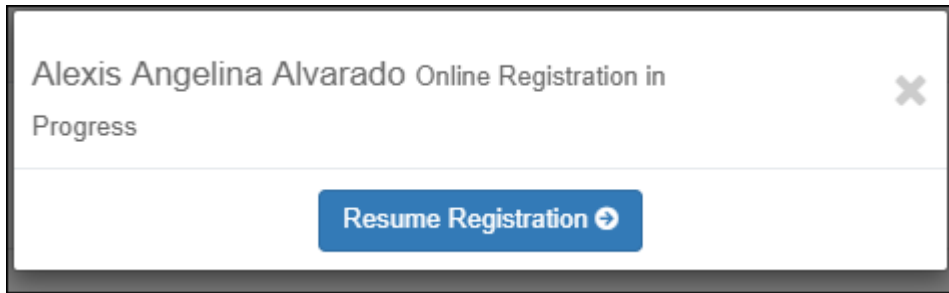 Alexis Angelina Alvarado Online Registration in
Progress
Resume Registration